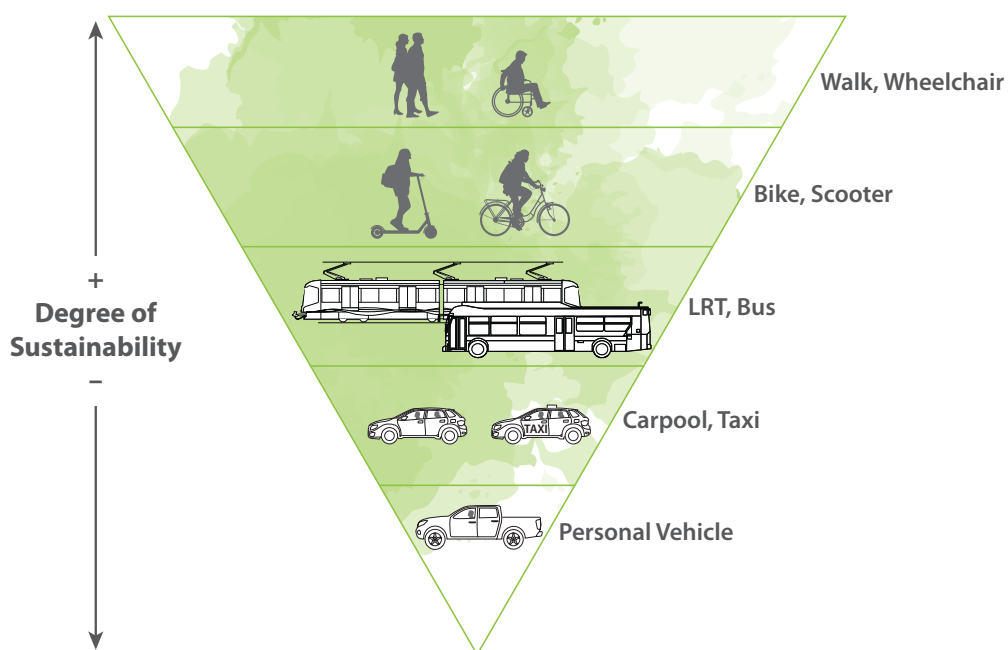 Walk, Wheelchair
Bike, Scooter
+
Degree of
Sustainability
–
LRT, Bus
Carpool, Taxi
TAXI
Personal Vehicle